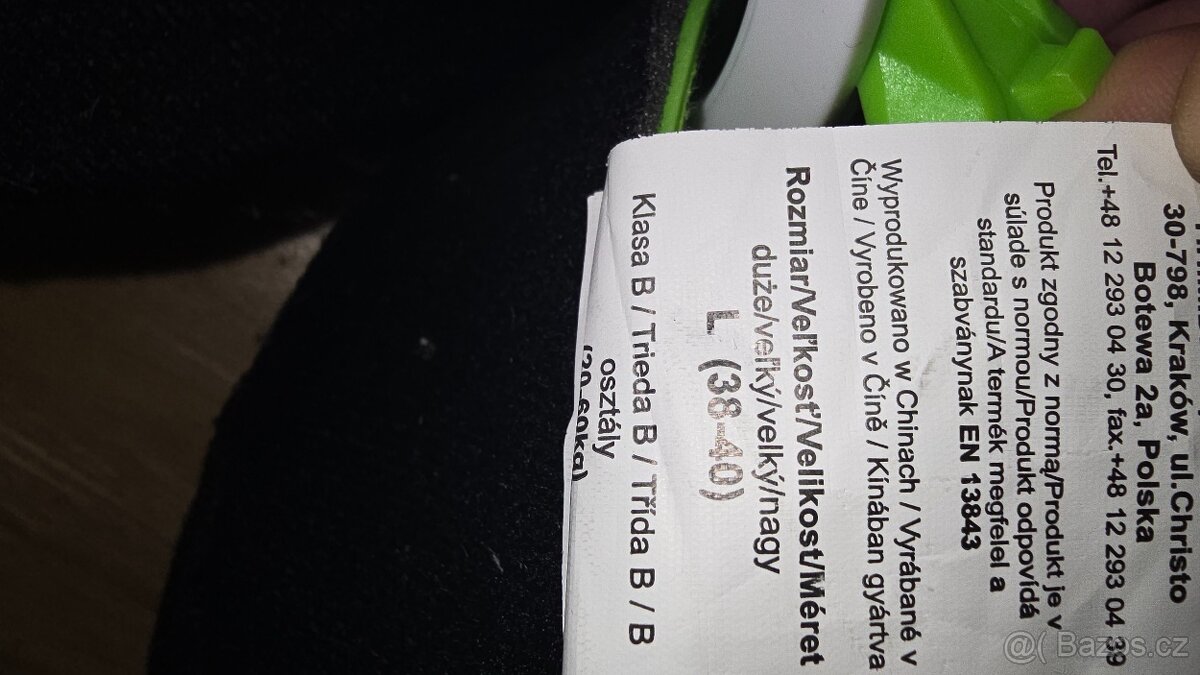 30-798, Kraków, ul.Christo
Botewa 2a, Polska
Tel.+48 12 293 04 30, fax.+48 12 293 04 39
Produkt zgodny z normą/Produkt je v
súlade s normou/Produkt odpovídá
standardu/A termék megfelel a
szabványnak EN 13843
Wyprodukowano w Chinach / Vyrábané v
Číne / Vyrobeno v Číně / Kínában gyártva
Rozmiar/Veľkosť/Velikost/Méret
duże/veľký/velký/nagy
L (38-40)
Klasa B / Trieda B / Třída B / B
osztály
(20-60kg)
@( Bazos.cz